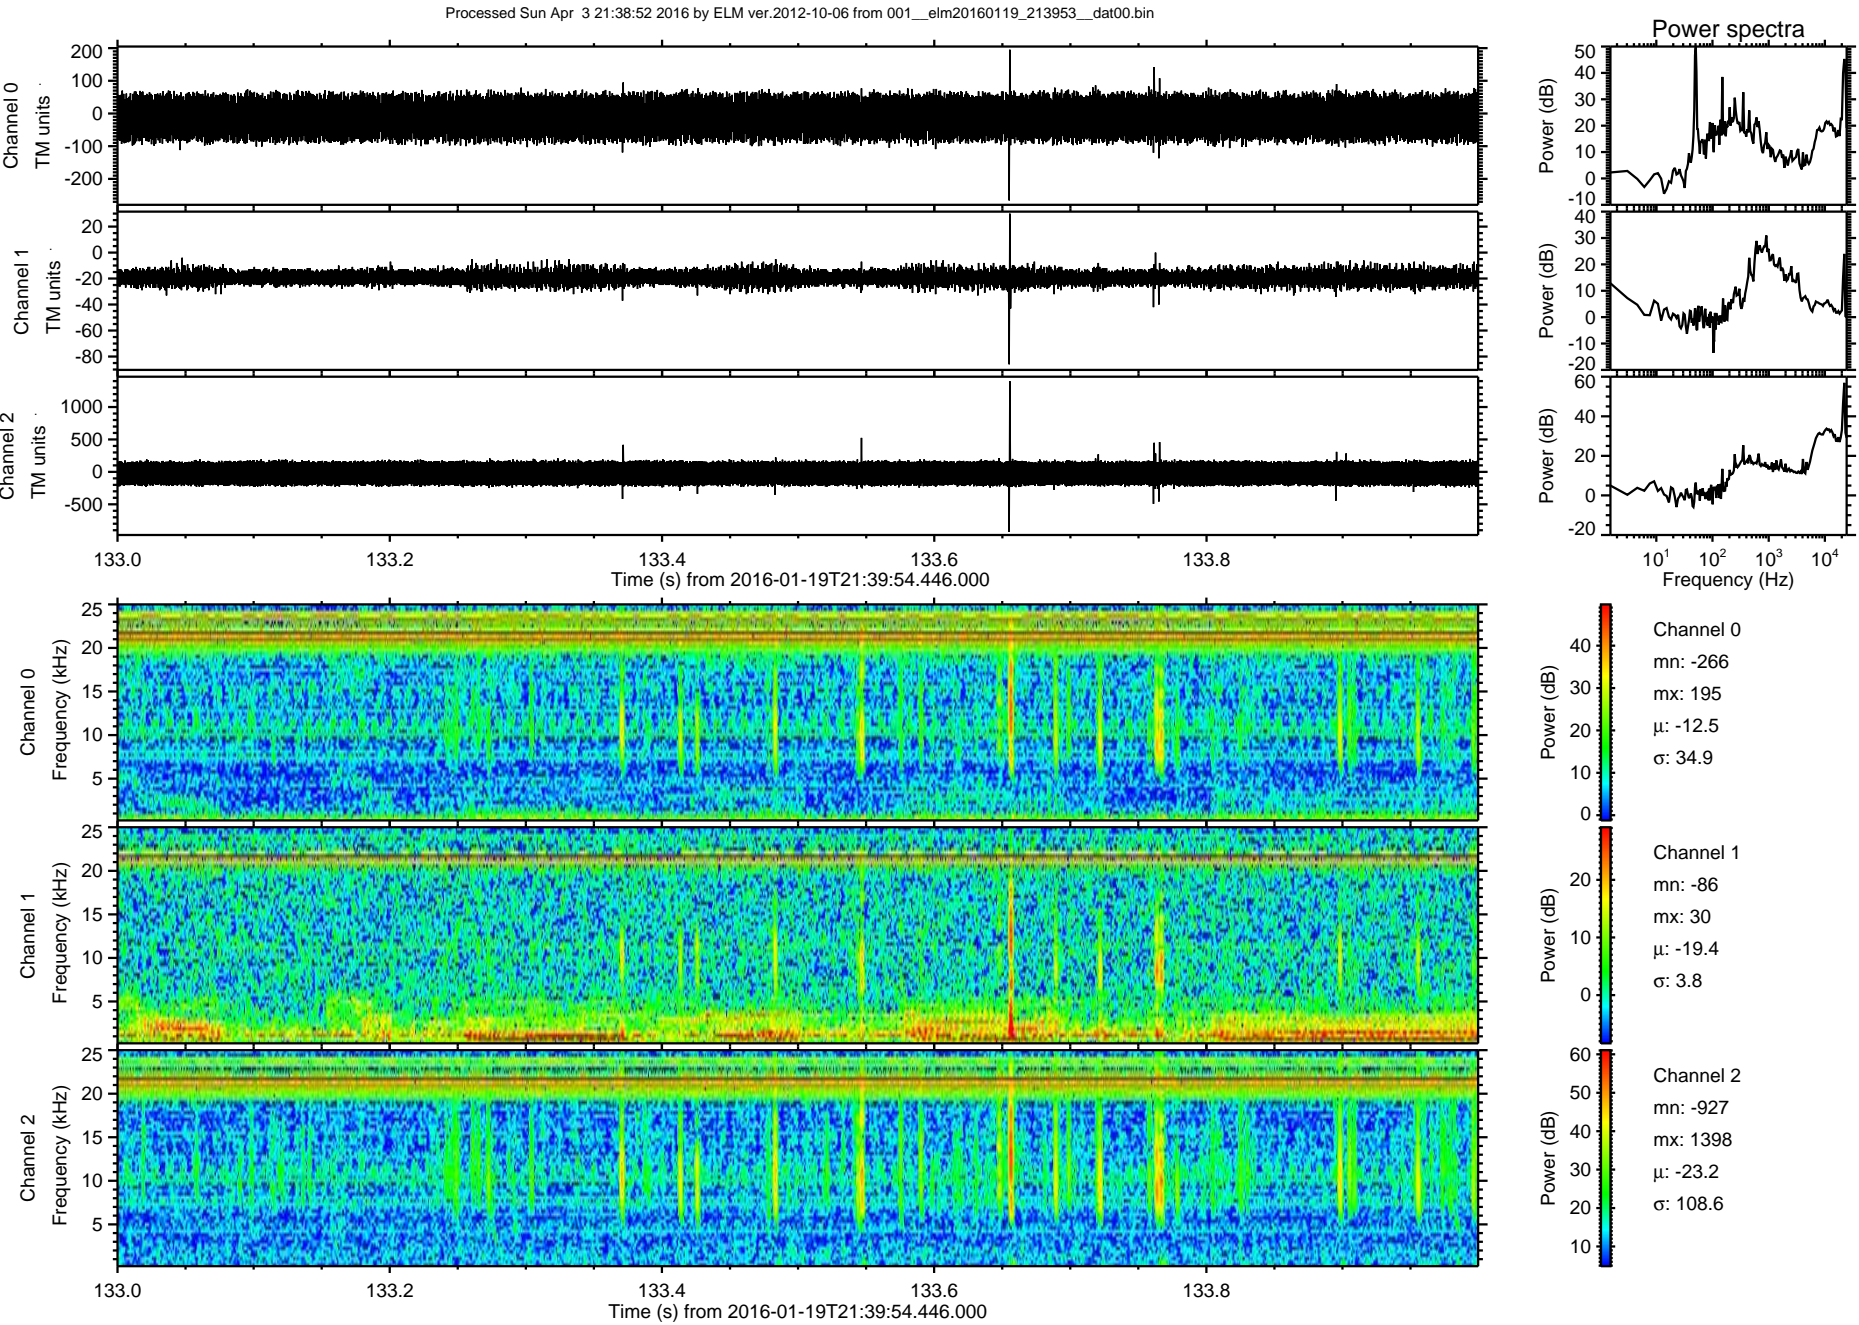 Processed Sun Apr  3 21:38:52 2016 by ELM ver.2012-10-06 from 001__elm20160119_213953__dat00.bin
Power spectra
Channel 0
TM units
200
100
0
-100
-200
Power (dB)
50
40
30
20
10
0
-10
Channel 1
TM units
20
0
-20
-40
-60
-80
Power (dB)
40
30
20
10
0
-10
-20
Channel 2
TM units
1000
500
0
-500
Power (dB)
60
40
20
0
-20
133.0 133.2 133.4 133.6 133.8
Time (s) from 2016-01-19T21:39:54.446.000
10¹ 10² 10³ 10⁴
Frequency (Hz)
Channel 0
Frequency (kHz)
25
20
15
10
5
Power (dB)
40
30
20
10
0
Channel 0
mn: -266
mx: 195
μ: -12.5
σ: 34.9
Channel 1
Frequency (kHz)
25
20
15
10
5
Power (dB)
20
10
0
Channel 1
mn: -86
mx: 30
μ: -19.4
σ: 3.8
Channel 2
Frequency (kHz)
25
20
15
10
5
Power (dB)
60
50
40
30
20
10
Channel 2
mn: -927
mx: 1398
μ: -23.2
σ: 108.6
133.0 133.2 133.4 133.6 133.8
Time (s) from 2016-01-19T21:39:54.446.000